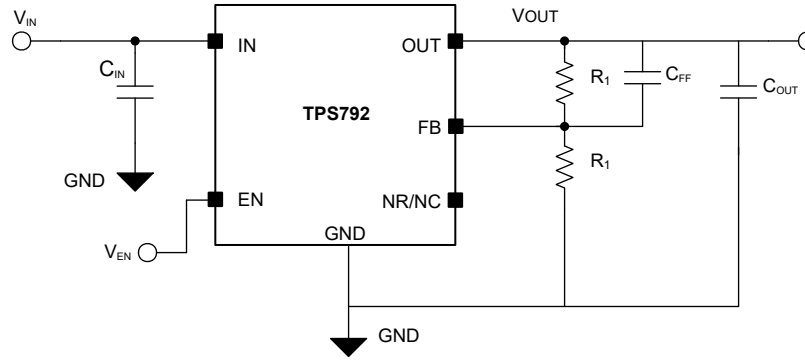 VIN
VOUT
IN
OUT
CIN
R1
CFF
COUT
TPS792
FB
GND
R1
EN
NR/NC
GND
VEN
GND